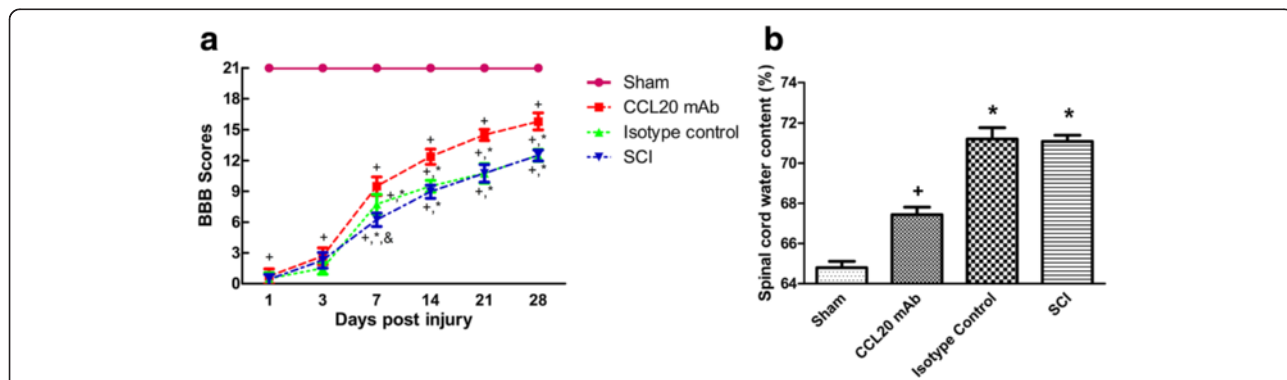 a
BBB Scores
21
18
15
12
9
6
3
0
+
+
+
+
+
+
+,*
+,*,&
+,*
+,*
+,*
+,*
+,*
+,*
1 3 7 14 21 28
Days post injury
Sham
CCL20 mAb
Isotype control
SCI
b
Spinal cord water content (%)
74
72
70
68
66
64
+
*
*
Sham
CCL20 mAb
Isotype Control
SCI